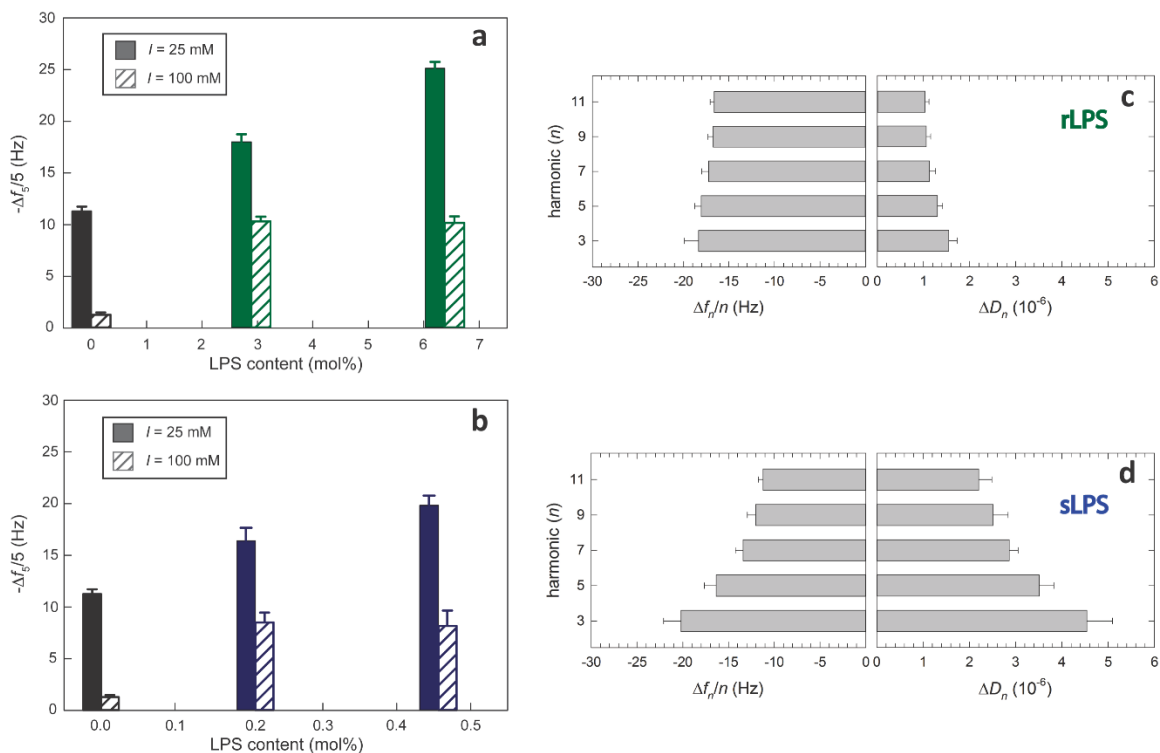 a
I = 25 mM
I = 100 mM
30
25
20
15
10
5
0
-Δf5/5 (Hz)
0 1 2 3 4 5 6 7
LPS content (mol%)
b
I = 25 mM
I = 100 mM
30
25
20
15
10
5
0
-Δf5/5 (Hz)
0.0 0.1 0.2 0.3 0.4 0.5
LPS content (mol%)
c
rLPS
11
9
7
5
3
harmonic (n)
-30 -25 -20 -15 -10 -5 0 0 1 2 3 4 5 6
Δfn/n (Hz) ΔDn (10-6)
d
sLPS
11
9
7
5
3
harmonic (n)
-30 -25 -20 -15 -10 -5 0 0 1 2 3 4 5 6
Δfn/n (Hz) ΔDn (10-6)